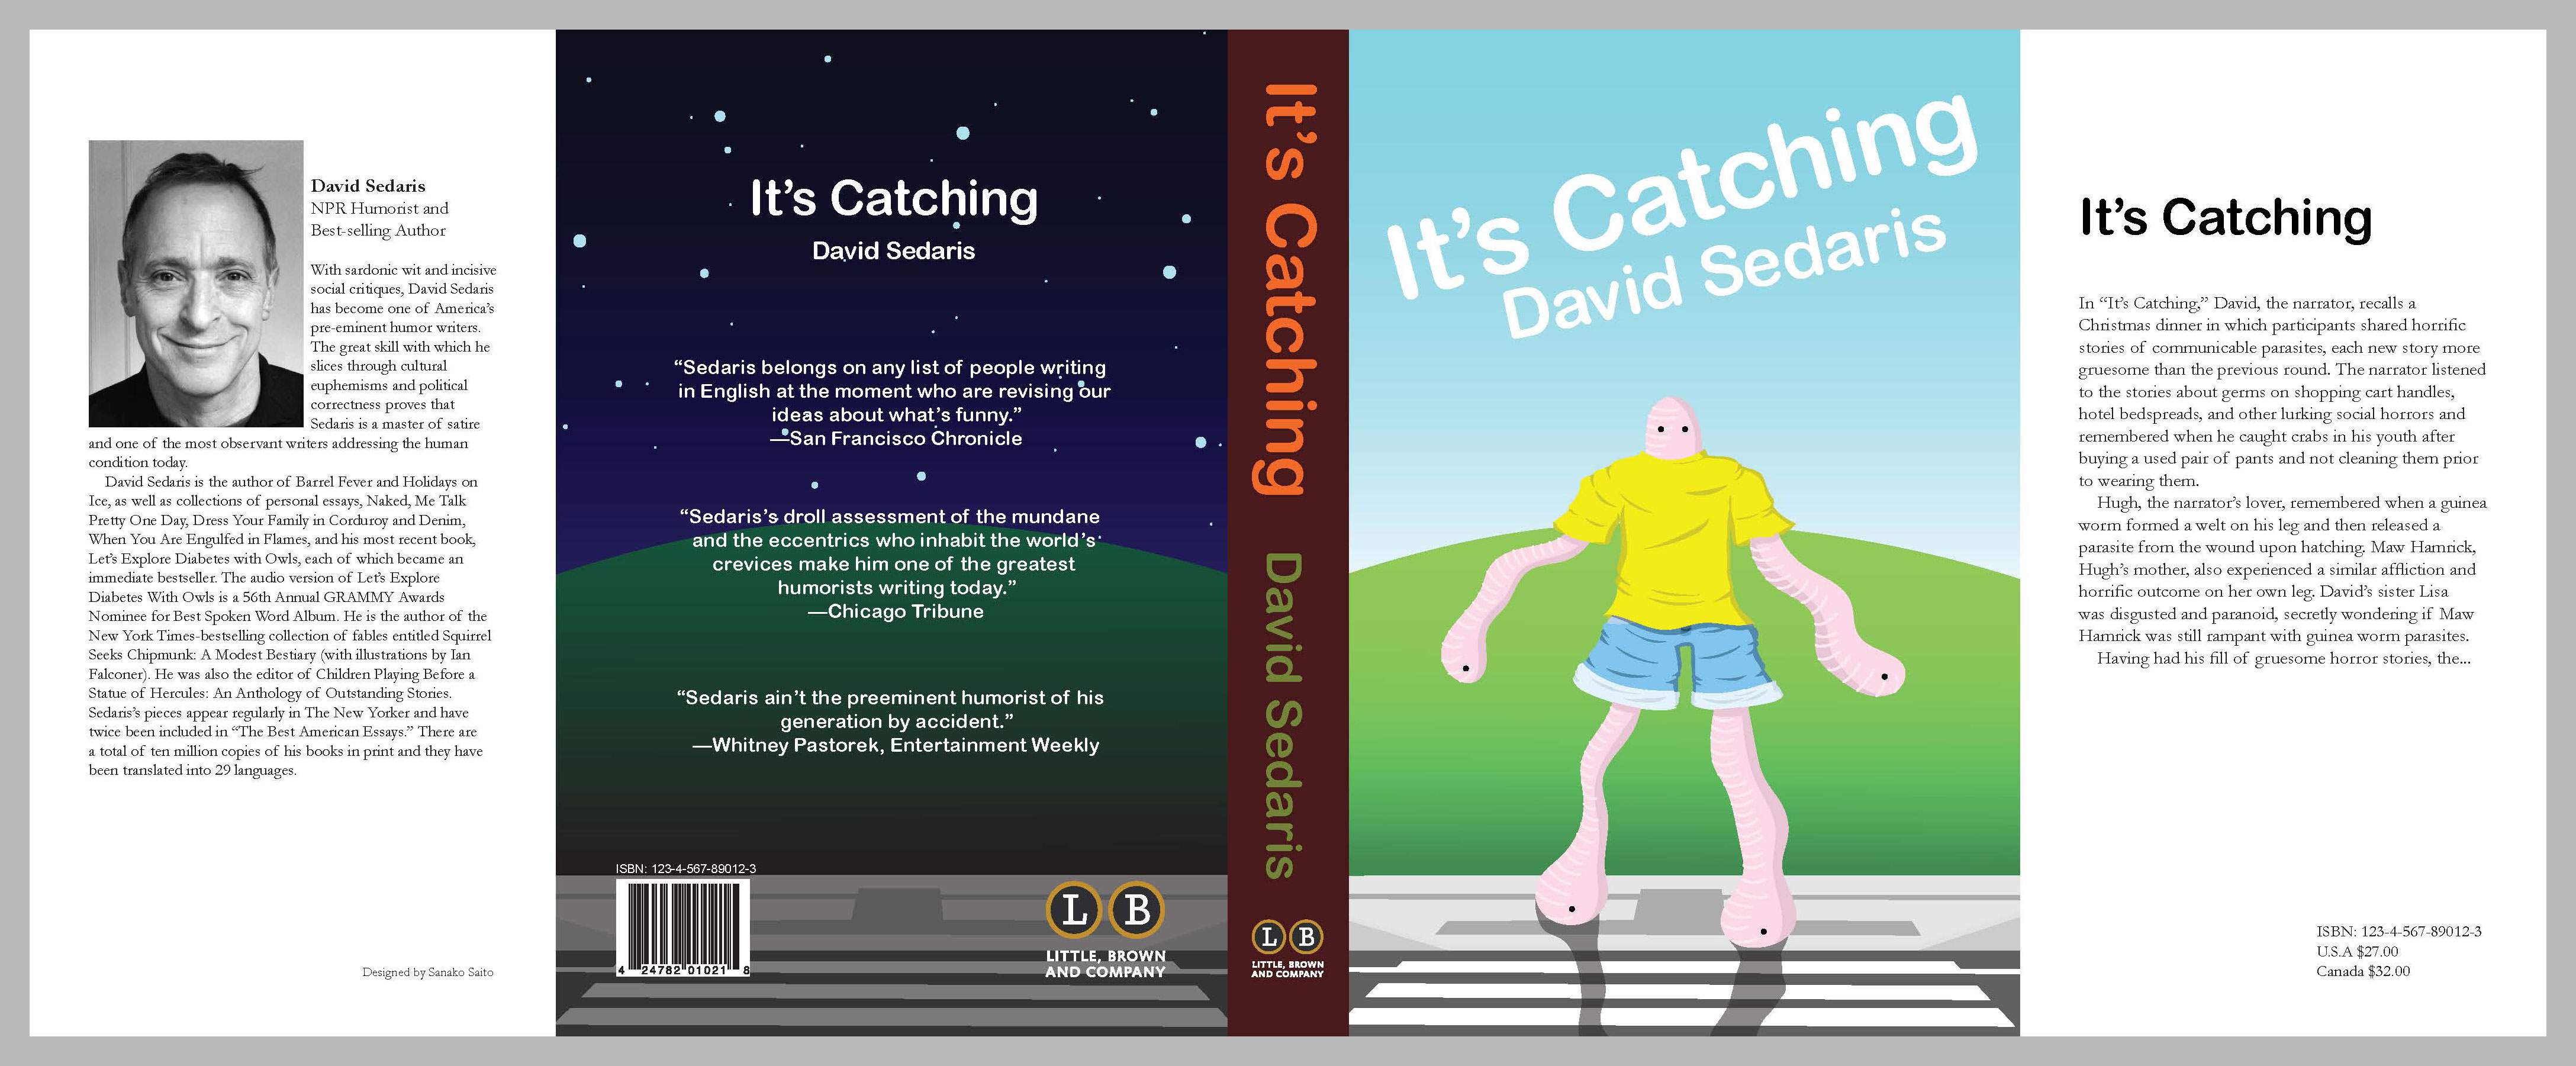 David Sedaris
NPR Humorist and
Best-selling Author
With sardonic wit and incisive
social critiques, David Sedaris
has become one of America’s
pre-eminent humor writers.
The great skill with which he
slices through cultural
euphemisms and political
correctness proves that
Sedaris is a master of satire
and one of the most observant writers addressing the human
condition today.
David Sedaris is the author of Barrel Fever and Holidays on
Ice, as well as collections of personal essays, Naked, Me Talk
Pretty One Day, Dress Your Family in Corduroy and Denim,
When You Are Engulfed in Flames, and his most recent book,
Let’s Explore Diabetes with Owls, each of which became an
immediate bestseller. The audio version of Let’s Explore
Diabetes With Owls is a 56th Annual GRAMMY Awards
Nominee for Best Spoken Word Album. He is the author of the
New York Times-bestselling collection of fables entitled Squirrel
Seeks Chipmunk: A Modest Bestiary (with illustrations by Ian
Falconer). He was also the editor of Children Playing Before a
Statue of Hercules: An Anthology of Outstanding Stories.
Sedaris’s pieces appear regularly in The New Yorker and have
twice been included in “The Best American Essays.” There are
a total of ten million copies of his books in print and they have
been translated into 29 languages.
Designed by Sanako Saito
It’s Catching
David Sedaris
“Sedaris belongs on any list of people writing
in English at the moment who are revising our
ideas about what’s funny.”
—San Francisco Chronicle
“Sedaris’s droll assessment of the mundane
and the eccentrics who inhabit the world’s
crevices make him one of the greatest
humorists writing today.”
—Chicago Tribune
“Sedaris ain’t the preeminent humorist of his
generation by accident.”
—Whitney Pastorek, Entertainment Weekly
ISBN: 123-4-567-89012-3
4 24782 01021 8
L B
LITTLE, BROWN
AND COMPANY
It’s Catching David Sedaris
L B
LITTLE, BROWN
AND COMPANY
It’s Catching
David Sedaris
It’s Catching
In “It’s Catching,” David, the narrator, recalls a
Christmas dinner in which participants shared horrific
stories of communicable parasites, each new story more
gruesome than the previous round. The narrator listened
to the stories about germs on shopping cart handles,
hotel bedspreads, and other lurking social horrors and
remembered when he caught crabs in his youth after
buying a used pair of pants and not cleaning them prior
to wearing them.
Hugh, the narrator’s lover, remembered when a guinea
worm formed a welt on his leg and then released a
parasite from the wound upon hatching. Maw Hamrick,
Hugh’s mother, also experienced a similar affliction and
horrific outcome on her own leg. David’s sister Lisa
was disgusted and paranoid, secretly wondering if Maw
Hamrick was still rampant with guinea worm parasites.
Having had his fill of gruesome horror stories, the...
ISBN: 123-4-567-89012-3
U.S.A $27.00
Canada $32.00